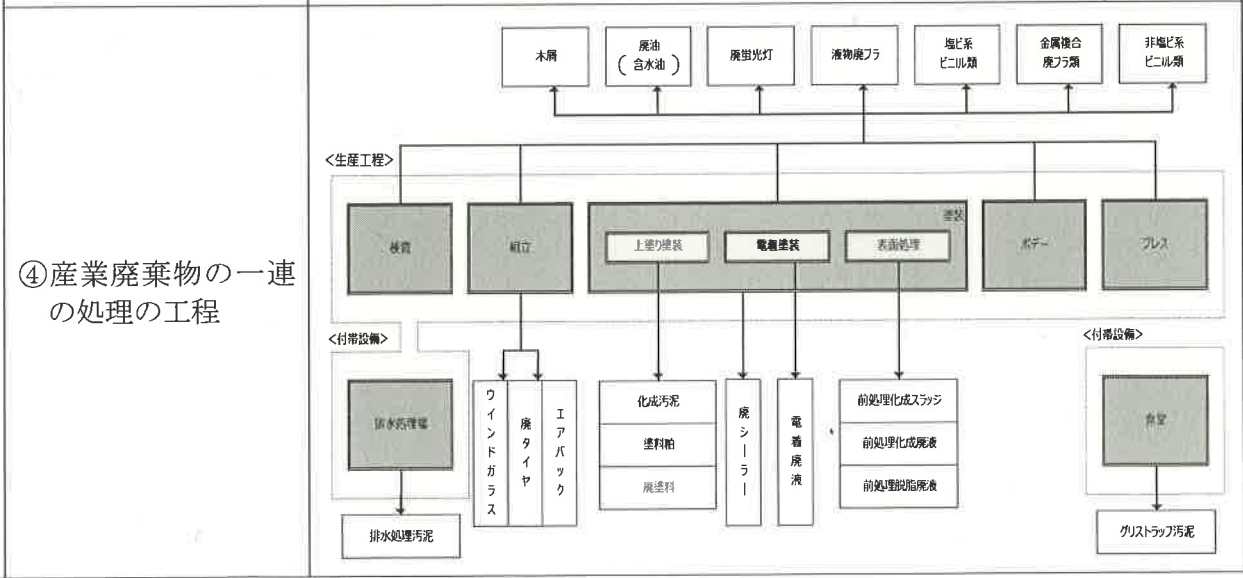 ④産業廃棄物の一連
の処理の工程
木屑
廃油
(含水油)
廃蛍光灯
液物廃プラ
塩ビ系
ビニル類
金属複合
廃プラ類
非塩ビ系
ビニル類
<生産工程>
検査
組立
塗装
上塗り塗装
電着塗装
表面処理
ボデー
プレス
<付帯設備>
排水処理場
排水処理汚泥
ウインドガラス
廃タイヤ
エアバック
化成汚泥
塗料粕
廃塗料
廃シーラー
電着廃液
前処理化成スラッジ
前処理化成廃液
前処理脱脂廃液
<付帯設備>
食堂
グリストラップ汚泥